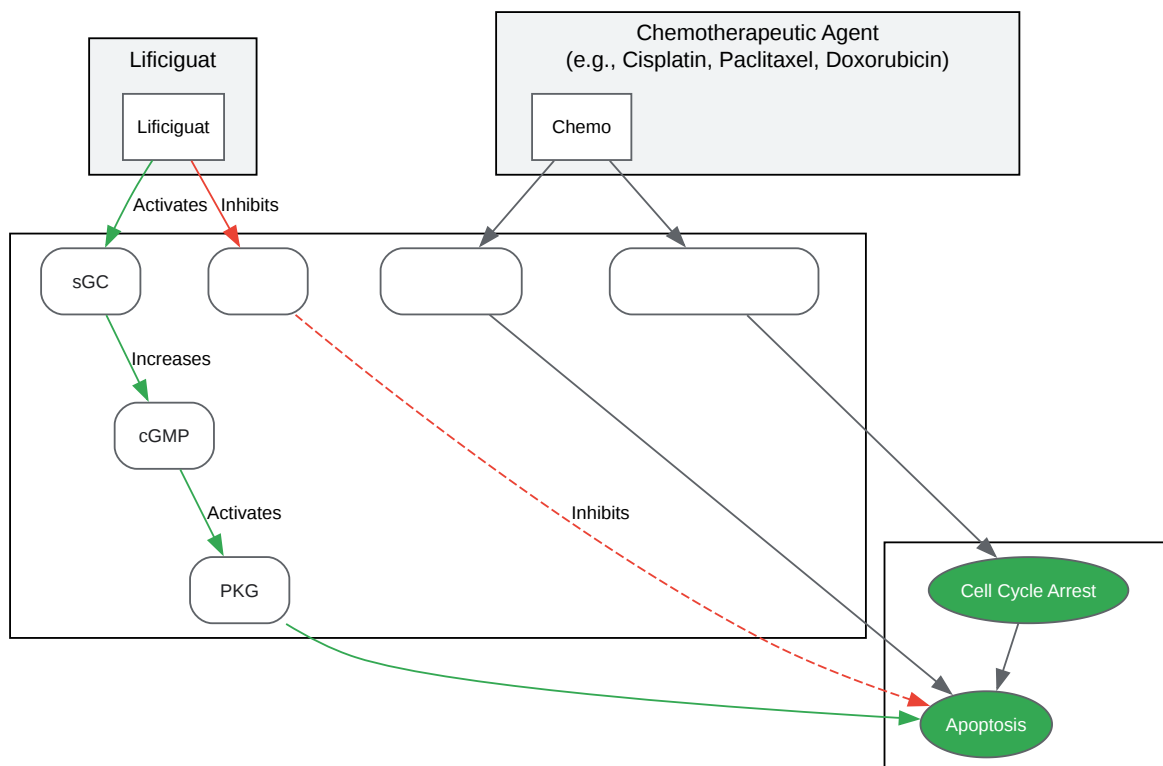 Chemotherapeutic Agent
(e.g., Cisplatin, Paclitaxel, Doxorubicin)
Lificiguat
Lificiguat
Chemo
Activates
Inhibits
sGC
Increases
cGMP
Activates
Inhibits
PKG
Cell Cycle Arrest
Apoptosis